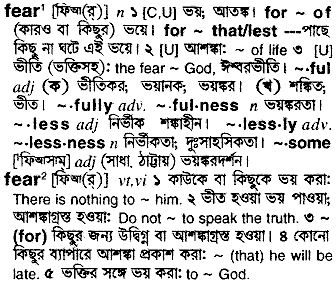 fear¹ [ফিআ(র্)] n ১ [C,U] ভয়; আতঙ্ক। for ~ of
(কারও বা কিছুর) ভয়ে। for ~ that/lest ---পাছে
কিছু না ঘটে এই ভয়ে। ২ [U] আশঙ্কা: ~ of life ৩ [U]
ভীতি (ভক্তিসহ): the fear ~ God, ঈশ্বরভীতি। ~·ful
adj (ক) ভীতিকর; ভয়ানক; ভয়ঙ্কর। (খ) শঙ্কিত;
ভীত। ~·fully adv. ~·ful·ness n ভয়ঙ্করতা।
~·less adj নির্ভীক শঙ্কাহীন। ~·less·ly adv.
~·less·ness n নির্ভীকতা; দুঃসাহসিকতা। ~·some
['ফিআসাম্] adj (সাধা, ঠাট্টায়) ভয়ঙ্করদর্শন।
fear² [ফিআ(র্)] vt,vi ১ কাউকে বা কিছুকে ভয় করা:
There is nothing to ~ him. ২ ভীত হওয়া ভয় পাওয়া;
আশঙ্কাগ্রস্ত হওয়া: Do not ~ to speak the truth. ৩ ~
(for) কিছুর জন্য উদ্বিগ্ন বা আশঙ্কাগ্রস্ত হওয়া। ৪ কোনো
কিছুর ব্যাপারে আশঙ্কা প্রকাশ করা: ~ (that) he will be
late. ৫ ভক্তির সঙ্গে ভয় করা: to ~ God.